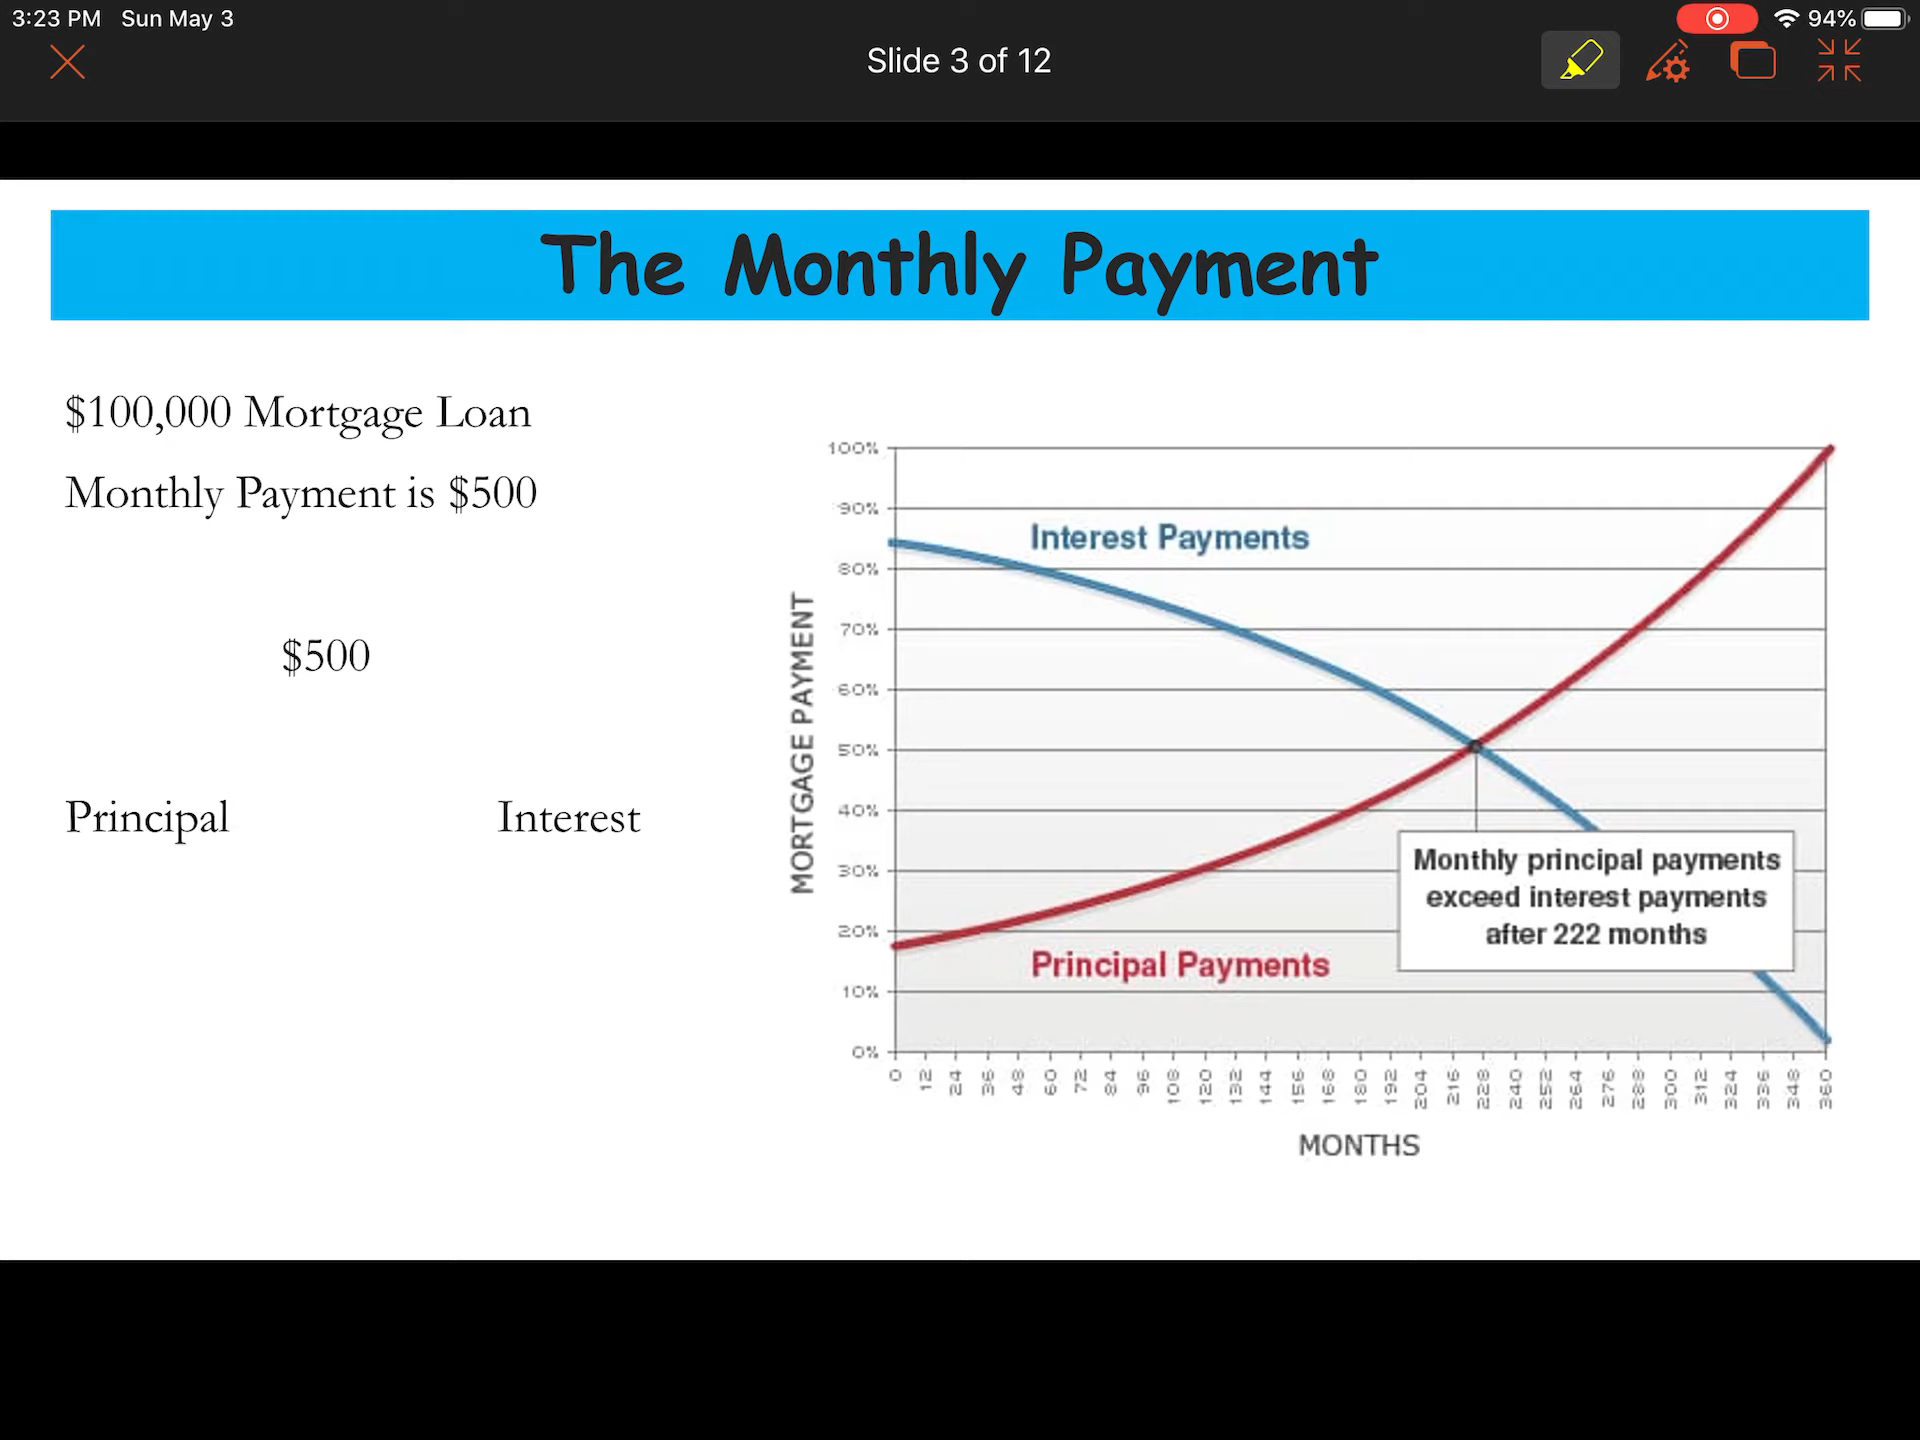 3:23 PM Sun May 3
94%
Slide 3 of 12
The Monthly Payment
$100,000 Mortgage Loan
Monthly Payment is $500
$500
Principal Interest
MORTGAGE PAYMENT
100%
90%
80%
70%
60%
50%
40%
30%
20%
10%
0%
Interest Payments
Principal Payments
Monthly principal payments
exceed interest payments
after 222 months
0 12 24 36 48 60 72 84 96 108 120 132 144 156 168 180 192 204 216 228 240 252 264 276 288 300 312 324 336 348 360
MONTHS